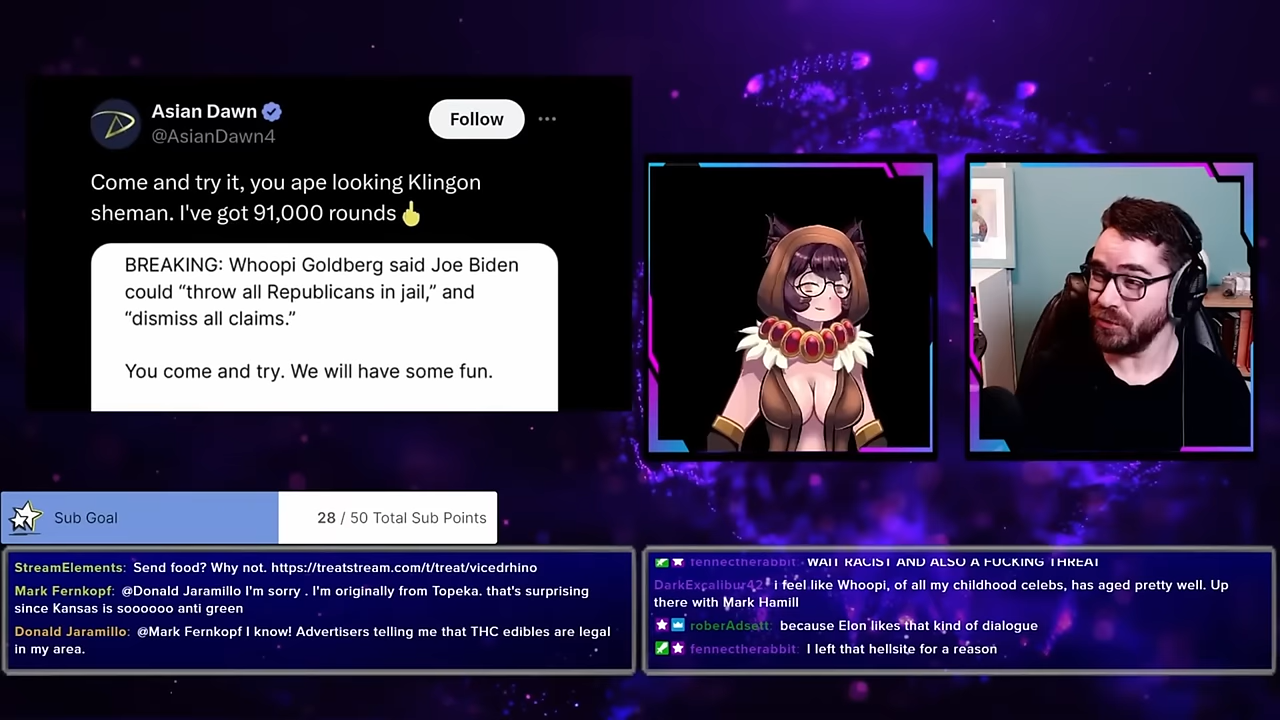 Asian Dawn
@AsianDawn4
Follow
Come and try it, you ape looking Klingon
sheman. I've got 91,000 rounds🖕
BREAKING: Whoopi Goldberg said Joe Biden
could “throw all Republicans in jail,” and
“dismiss all claims.”
You come and try. We will have some fun.
Sub Goal
28 / 50 Total Sub Points
StreamElements: Send food? Why not. https://treatstream.com/t/treat/vicedrhino
Mark Fernkopf: @Donald Jaramillo I'm sorry . I'm originally from Topeka. that's surprising
since Kansas is soooooo anti green
Donald Jaramillo: @Mark Fernkopf I know! Advertisers telling me that THC edibles are legal
in my area.
fennectherabbit: WAIT RACIST AND ALSO A FUCKING THREAT
DarkExcalibur42: i feel like Whoopi, of all my childhood celebs, has aged pretty well. Up
there with Mark Hamill
roberAdsett: because Elon likes that kind of dialogue
fennectherabbit: I left that hellsite for a reason